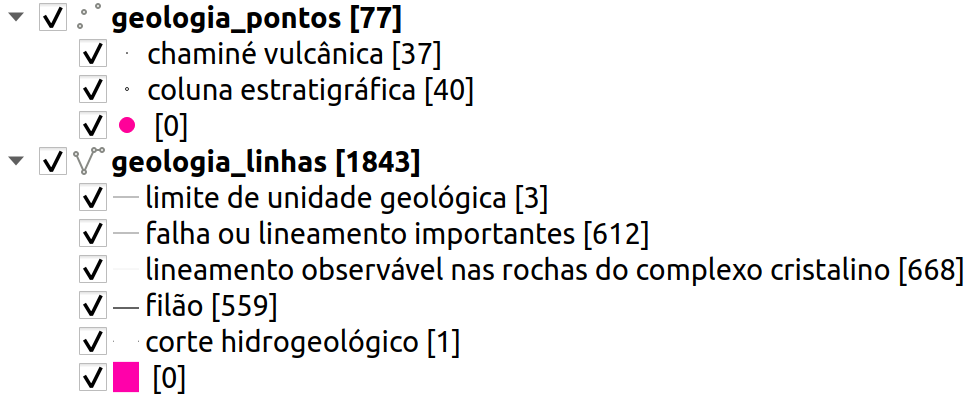 geologia_pontos [77]
chaminé vulcânica [37]
coluna estratigráfica [40]
[0]
geologia_linhas [1843]
limite de unidade geológica [3]
falha ou lineamento importantes [612]
lineamento observável nas rochas do complexo cristalino [668]
filão [559]
corte hidrogeológico [1]
[0]